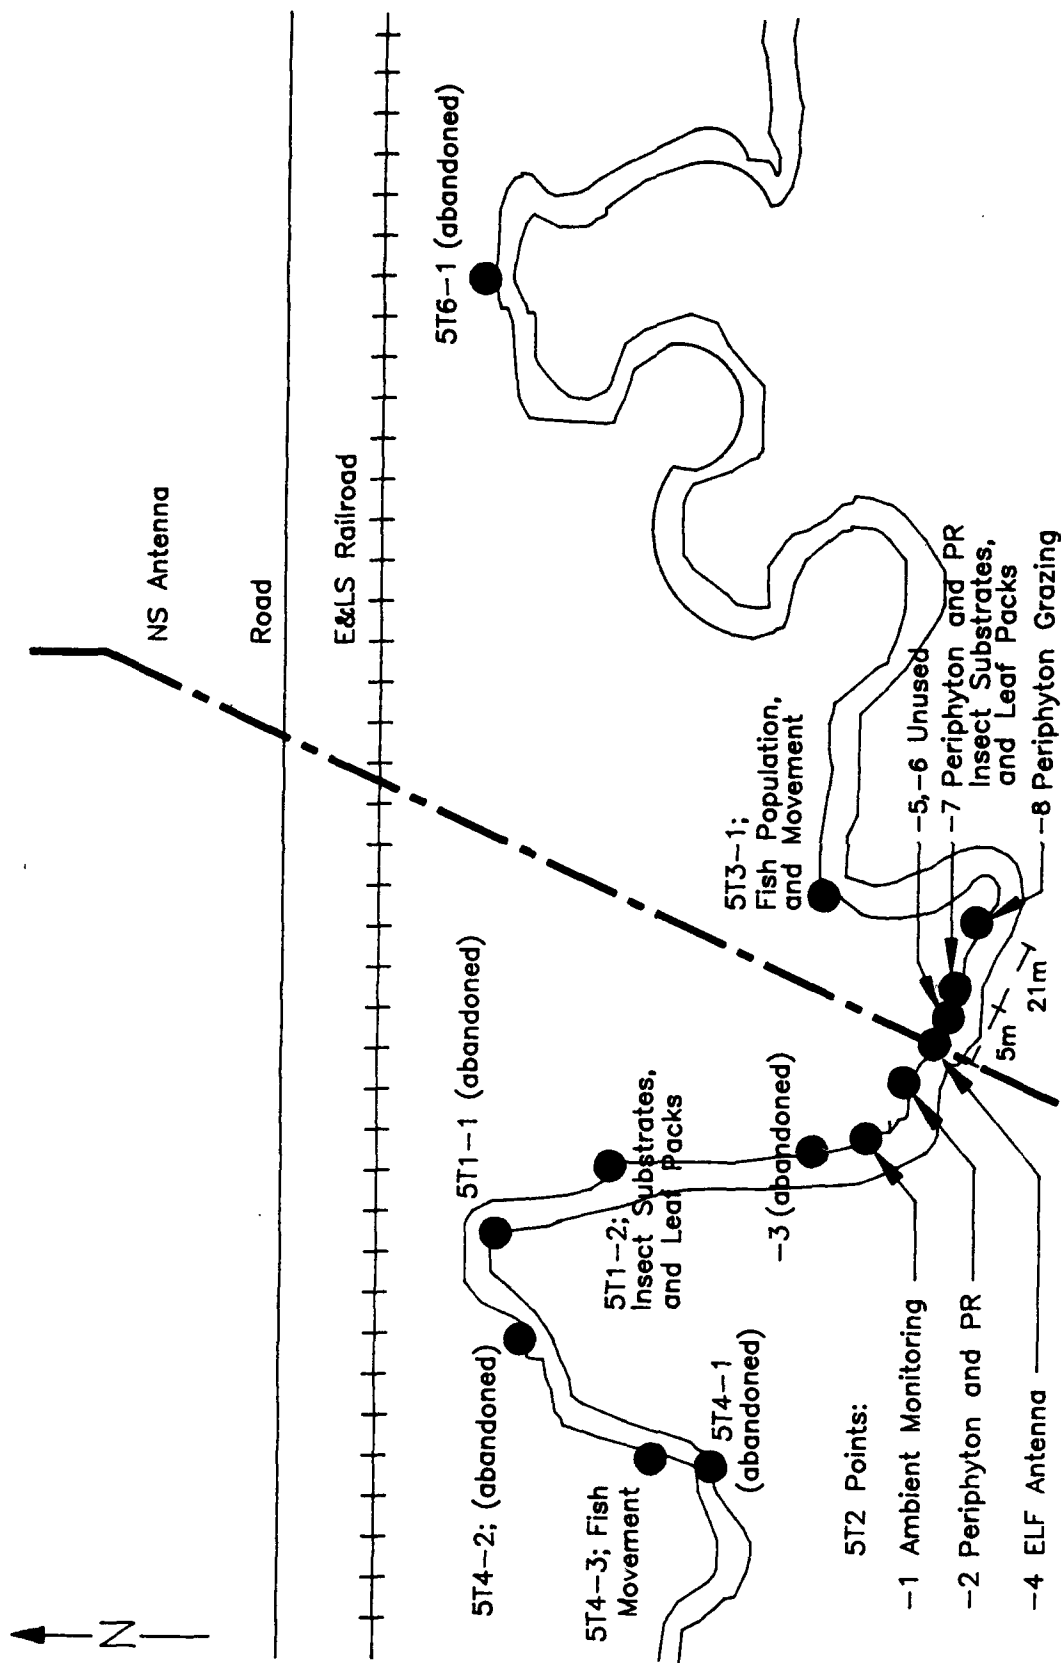 N
NS Antenna
Road
E&LS Railroad
5T6-1 (abandoned)
5T1-1 (abandoned)
5T4-2; (abandoned)
5T4-3; Fish
Movement
5T4-1
(abandoned)
5T1-2;
Insect Substrates,
and Leaf Packs
-3 (abandoned)
5T3-1;
Fish Population,
and Movement
5T2 Points:
-1 Ambient Monitoring
-2 Periphyton and PR
-4 ELF Antenna
-5,-6 Unused
-7 Periphyton and PR
Insect Substrates,
and Leaf Packs
-8 Periphyton Grazing
5m
21m